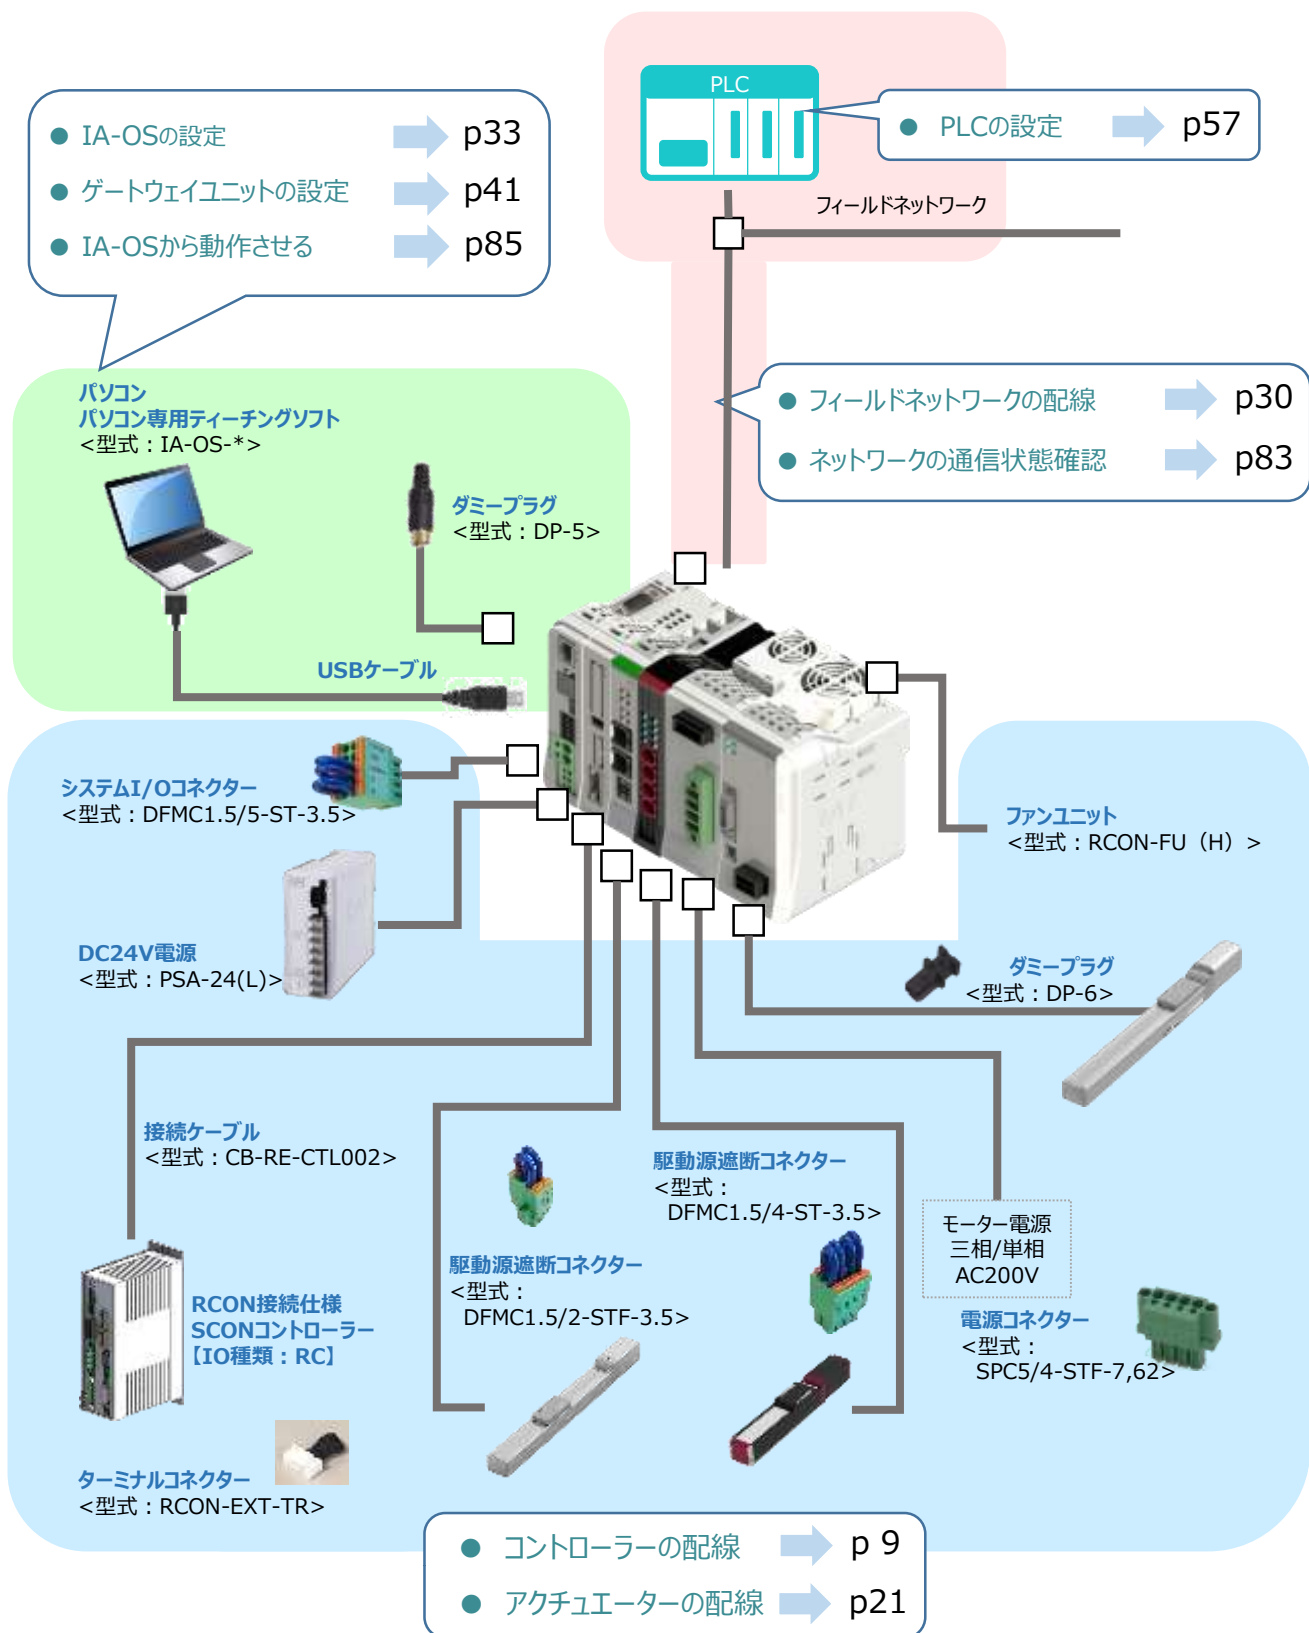 PLC
● PLCの設定 p57
フィールドネットワーク
● IA-OSの設定 p33
● ゲートウェイユニットの設定 p41
● IA-OSから動作させる p85
● フィールドネットワークの配線 p30
● ネットワークの通信状態確認 p83
パソコン
パソコン専用ティーチングソフト
<型式：IA-OS-*>
ダミープラグ
<型式：DP-5>
USBケーブル
システムI/Oコネクター
<型式：DFMC1.5/5-ST-3.5>
ファンユニット
<型式：RCON-FU（H）>
DC24V電源
<型式：PSA-24(L)>
ダミープラグ
<型式：DP-6>
接続ケーブル
<型式：CB-RE-CTL002>
駆動源遮断コネクター
<型式：
DFMC1.5/4-ST-3.5>
モーター電源
三相/単相
AC200V
駆動源遮断コネクター
<型式：
DFMC1.5/2-STF-3.5>
RCON接続仕様
SCONコントローラー
【IO種類：RC】
電源コネクター
<型式：
SPC5/4-STF-7,62>
ターミナルコネクター
<型式：RCON-EXT-TR>
● コントローラーの配線 p 9
● アクチュエーターの配線 p21